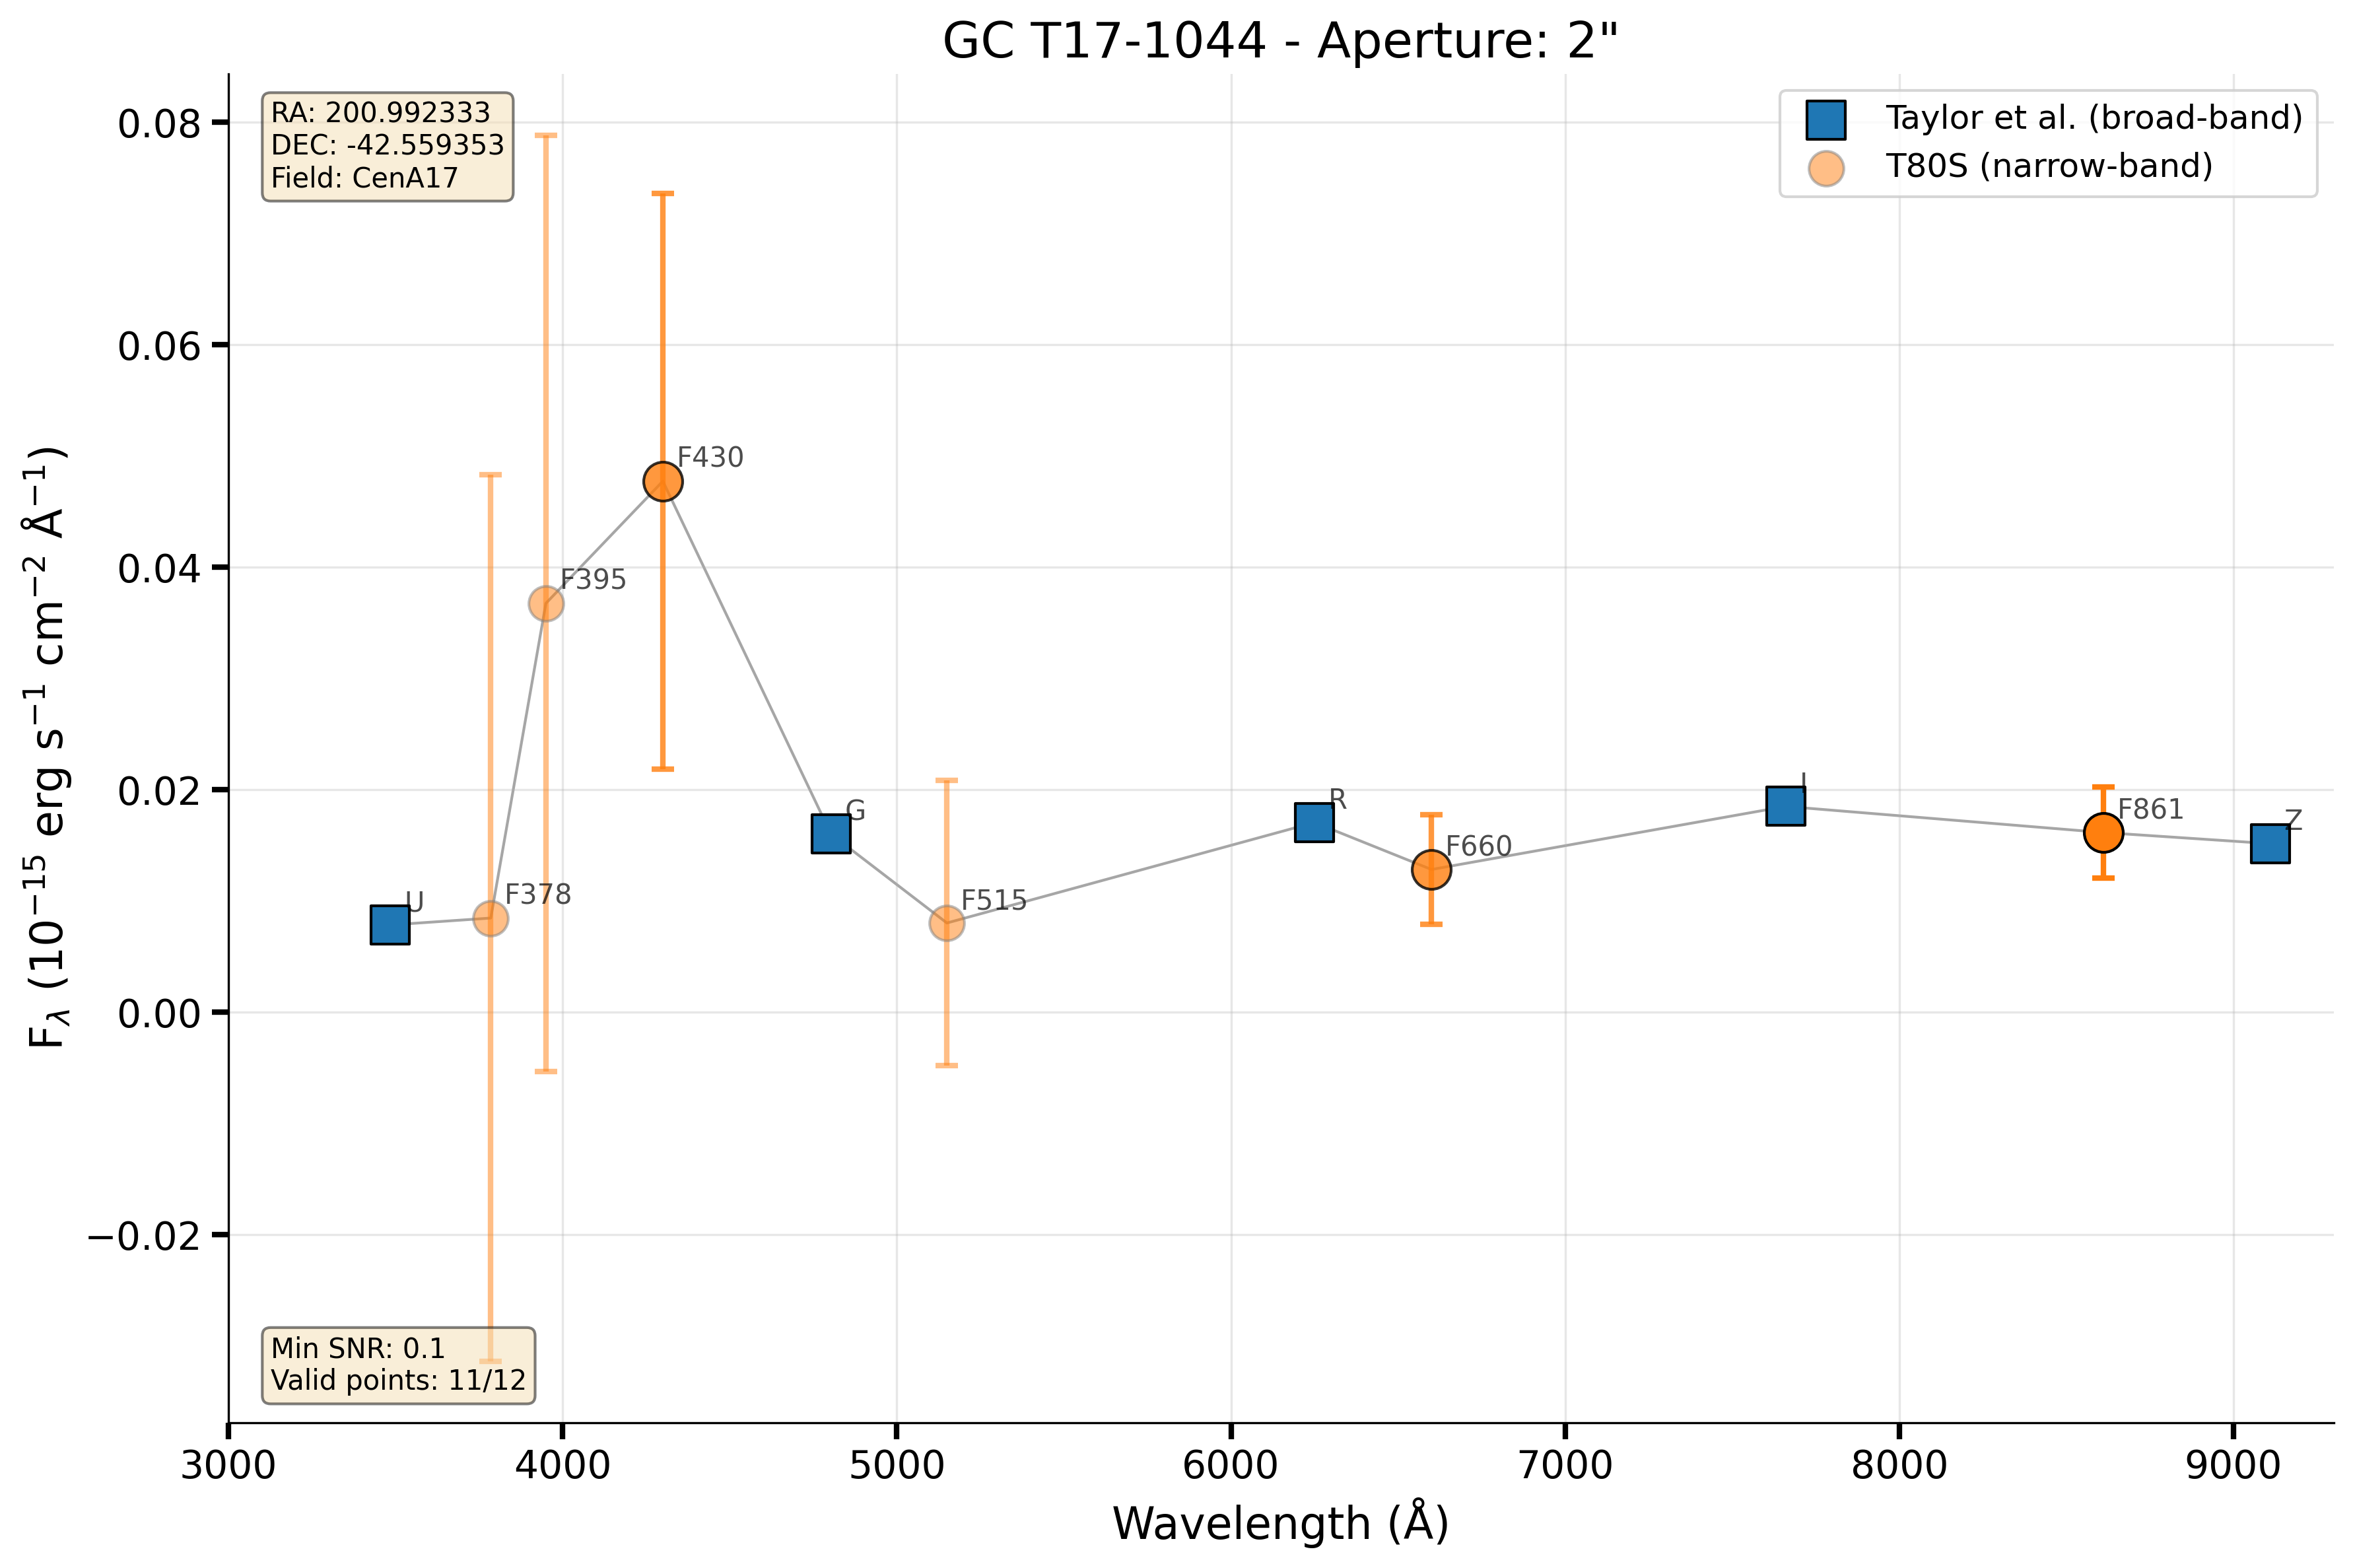 GC T17-1044 - Aperture: 2"
RA: 200.992333
DEC: -42.559353
Field: CenA17
Taylor et al. (broad-band)
T80S (narrow-band)
0.08
0.06
0.04
0.02
0.00
−0.02
F_λ (10⁻¹⁵ erg s⁻¹ cm⁻² Å⁻¹)
U
F378
F395
F430
G
F515
R
F660
I
F861
Z
Min SNR: 0.1
Valid points: 11/12
3000 4000 5000 6000 7000 8000 9000
Wavelength (Å)